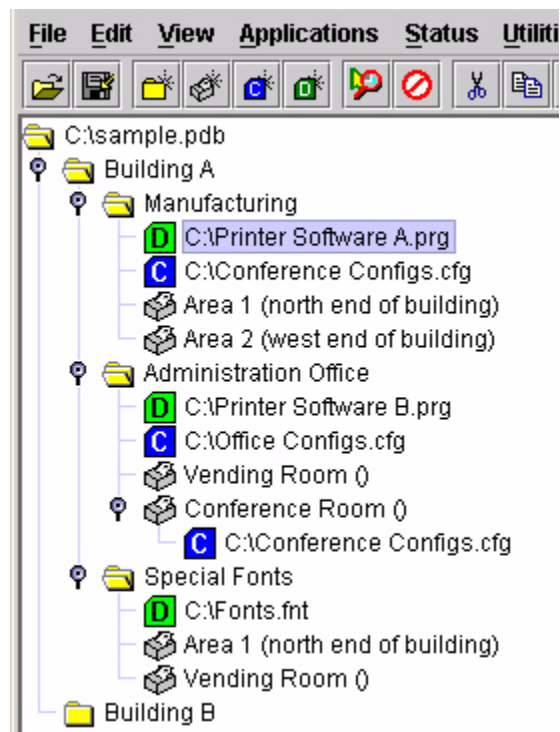 File Edit View Applications Status Utiliti
C D
C:\sample.pdb
Building A
Manufacturing
D C:\Printer Software A.prg
C C:\Conference Configs.cfg
Area 1 (north end of building)
Area 2 (west end of building)
Administration Office
D C:\Printer Software B.prg
C C:\Office Configs.cfg
Vending Room ()
Conference Room ()
C C:\Conference Configs.cfg
Special Fonts
D C:\Fonts.fnt
Area 1 (north end of building)
Vending Room ()
Building B